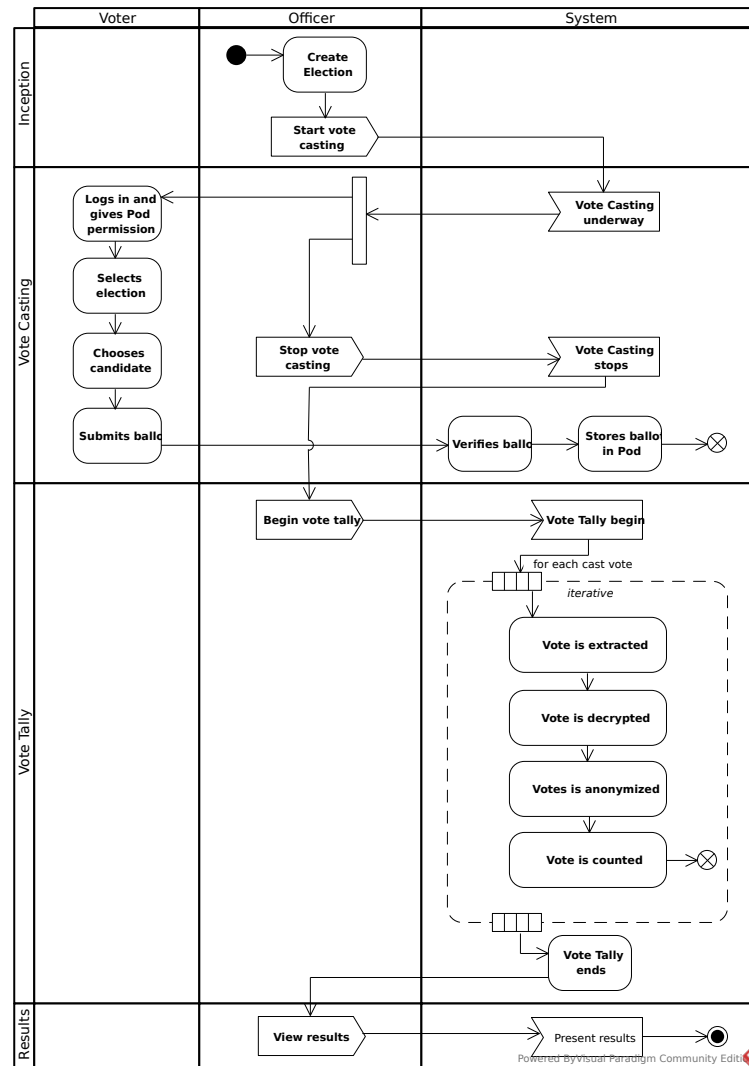 Voter
Officer
System
Inception
Create
Election
Start vote
casting
Vote Casting
Logs in and
gives Pod
permission
Vote Casting
underway
Selects
election
Chooses
candidate
Stop vote
casting
Vote Casting
stops
Submits ballo
Verifies ballo
Stores ballot
in Pod
Vote Tally
Begin vote tally
Vote Tally begin
for each cast vote
iterative
Vote is extracted
Vote is decrypted
Votes is anonymized
Vote is counted
Vote Tally
ends
Results
View results
Present results
Powered ByVisual Paradigm Community Editi